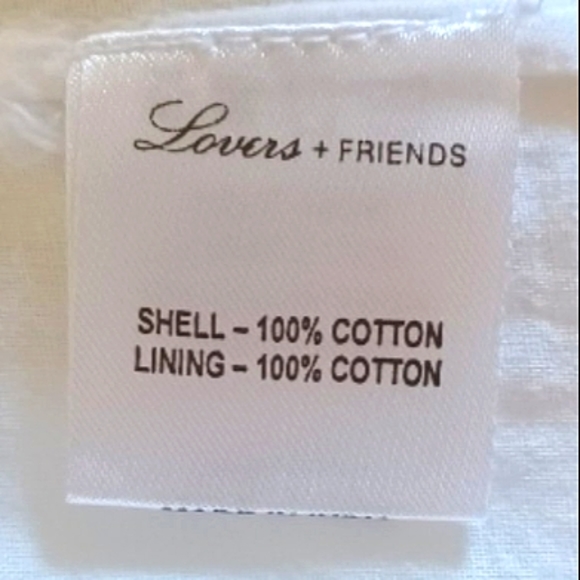 Lovers + FRIENDS
SHELL – 100% COTTON
LINING – 100% COTTON